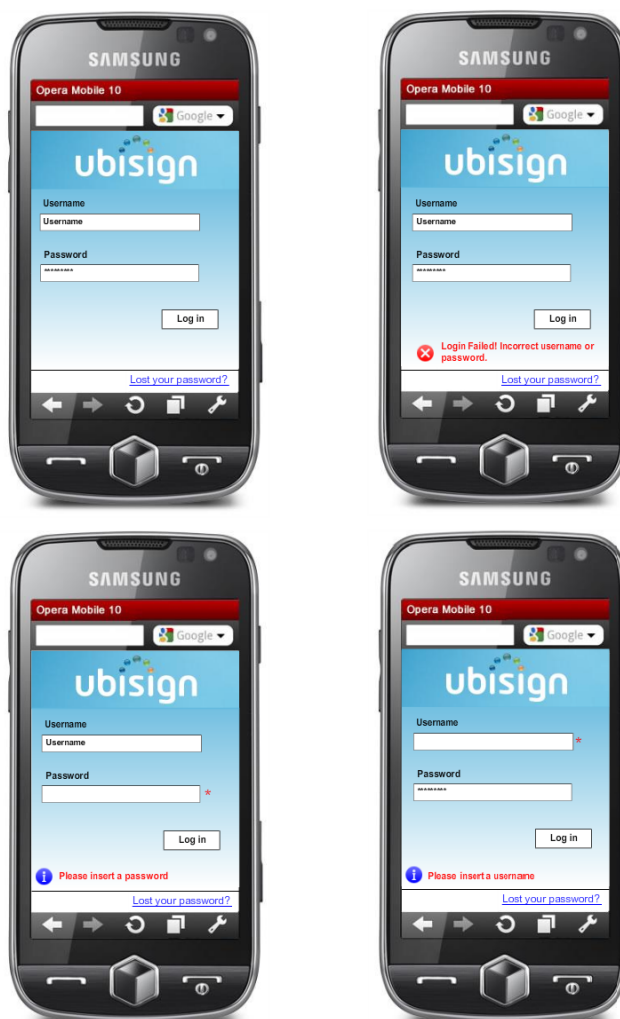 SAMSUNG
Opera Mobile 10
Google
ubisign
Username
Username
Password
*********
Log in
Lost your password?
SAMSUNG
Opera Mobile 10
Google
ubisign
Username
Username
Password
*********
Log in
Login Failed! Incorrect username or
password.
Lost your password?
SAMSUNG
Opera Mobile 10
Google
ubisign
Username
Username
Password
*
Log in
Please insert a password
Lost your password?
SAMSUNG
Opera Mobile 10
Google
ubisign
Username
*
Password
*********
Log in
Please insert a username
Lost your password?